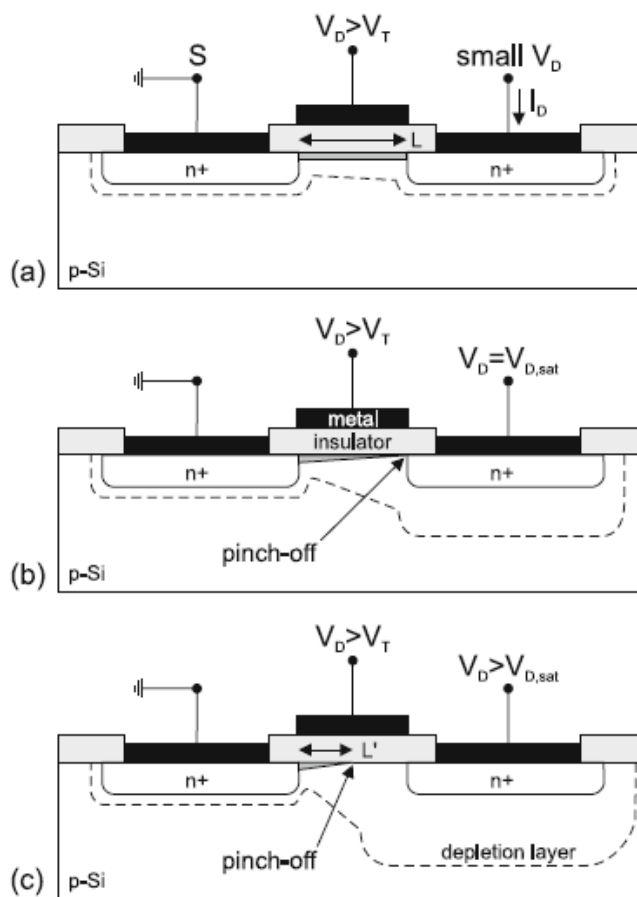 S
V_D>V_T
small V_D
I_D
L
n+
n+
p-Si
(a)
V_D>V_T
V_D=V_D,sat
metal
insulator
n+
n+
pinch-off
p-Si
(b)
V_D>V_T
V_D>V_D,sat
L'
n+
n+
pinch-off
depletion layer
p-Si
(c)